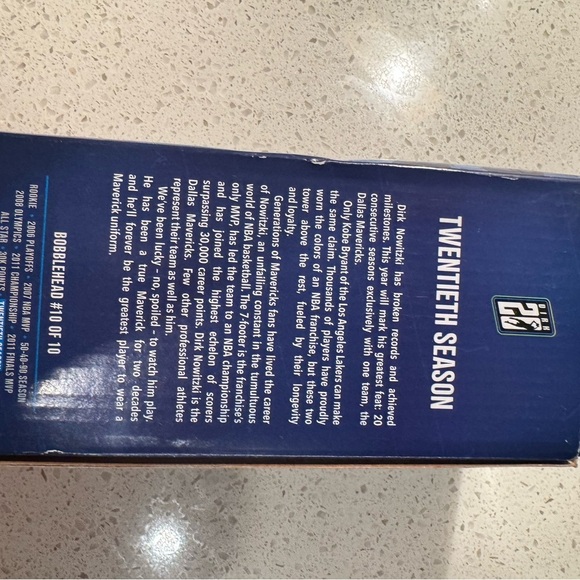 DIRK
20
TWENTIETH SEASON
Dirk Nowitzki has broken records and achieved
milestones. This year will mark his greatest feat: 20
consecutive seasons exclusively with one team, the
Dallas Mavericks.
Only Kobe Bryant of the Los Angeles Lakers can make
the same claim. Thousands of players have proudly
won the colors of an NBA franchise, but these two
tower above the rest, fueled by their longevity
and loyalty.
Generations of Mavericks fans have lived the career
of Nowitzki, an unfailing constant in the tumultuous
world of NBA basketball. The 7-footer is the franchise's
only MVP, has led the team to an NBA championship
and has joined the highest echelon of scorers
surpassing 30,000 career points. Dirk Nowitzki is the
Dallas Mavericks. Few other professional athletes
represent their team as well as him.
We've been lucky - no, spoiled - to watch him play.
He has been a true Maverick for two decades
and he'll forever be the greatest player to wear a
Maverick uniform.
BOBBLEHEAD #10 OF 10
ROOKIE • 2006 PLAYOFFS • 2007 NBA MVP • 50-40-90 SEASON
2008 OLYMPICS • 2011 CHAMPIONSHIP • 2011 FINALS MVP
ALL STAR • 30K POINTS • TWENTIETH SEASON